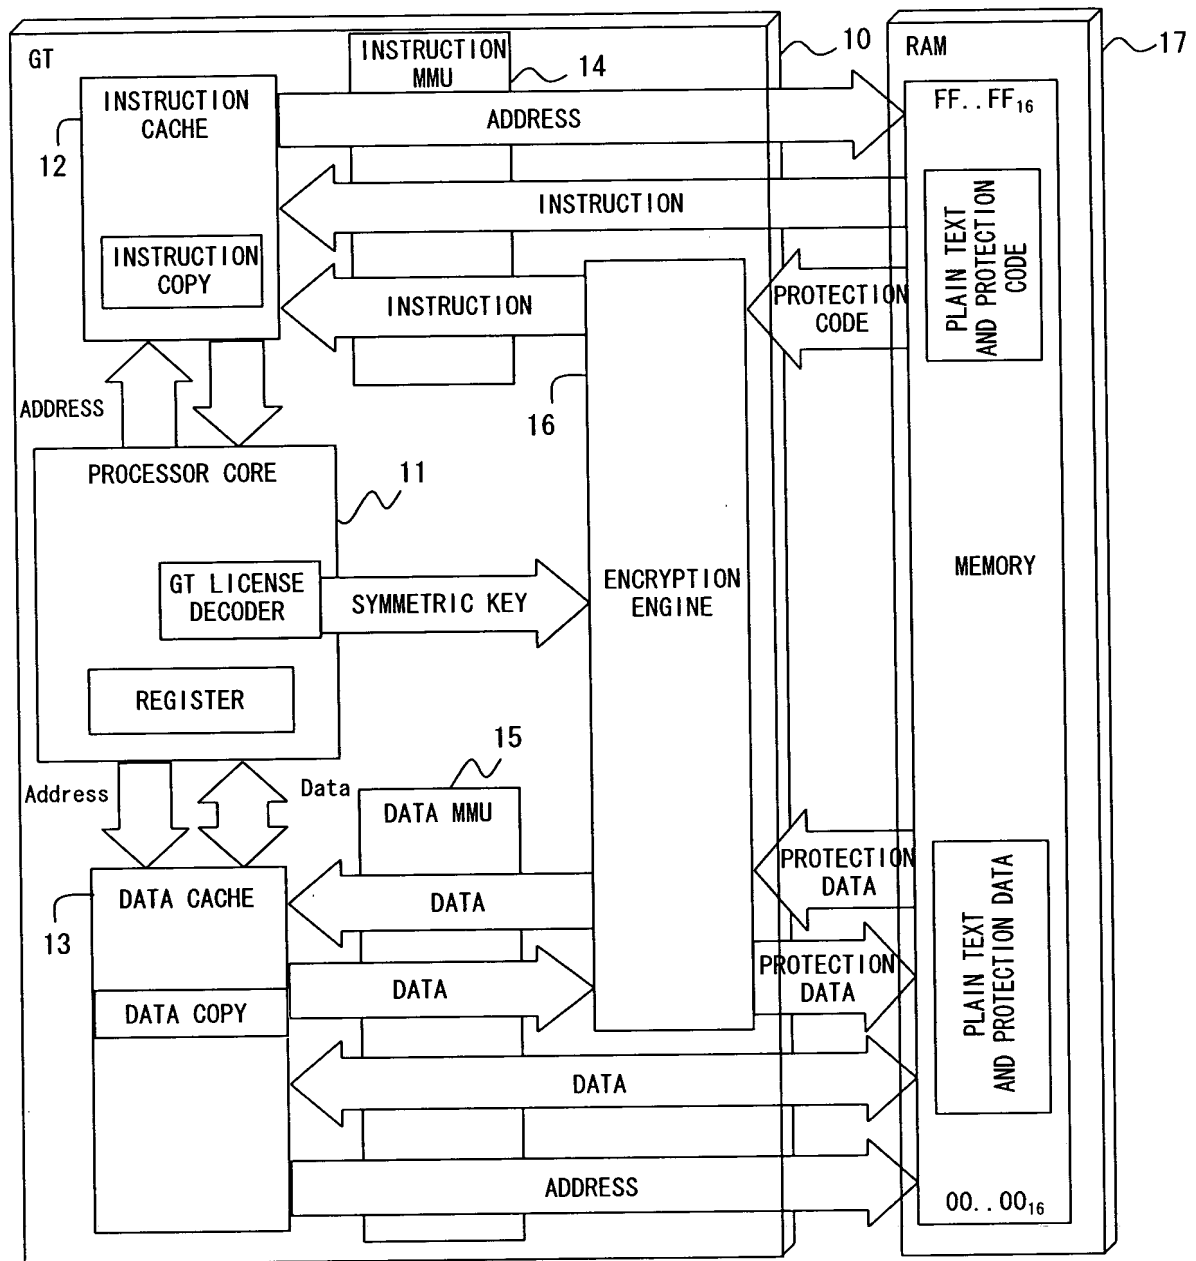 GT
INSTRUCTION
MMU
14
10
RAM
17
INSTRUCTION
CACHE
12
ADDRESS
FF..FF16
INSTRUCTION
PLAIN TEXT
AND PROTECTION
CODE
INSTRUCTION
COPY
INSTRUCTION
PROTECTION
CODE
16
ADDRESS
PROCESSOR CORE
11
GT LICENSE
DECODER
SYMMETRIC KEY
ENCRYPTION
ENGINE
MEMORY
REGISTER
15
Address
Data
DATA MMU
DATA CACHE
13
DATA
PROTECTION
DATA
PLAIN TEXT
AND PROTECTION DATA
DATA COPY
DATA
PROTECTION
DATA
DATA
ADDRESS
00..0016